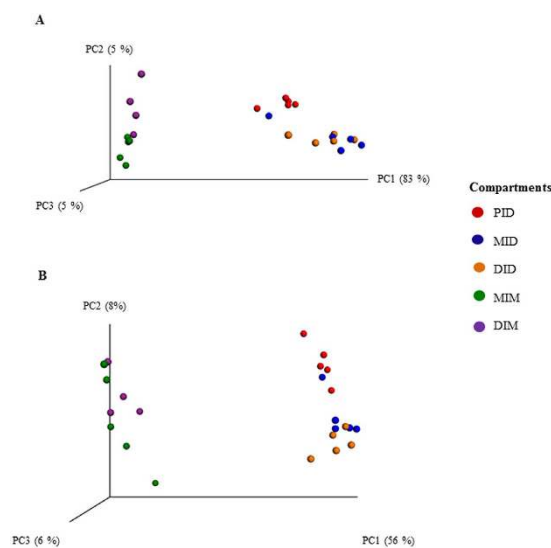 A
PC2 (5 %)
PC1 (83 %)
PC3 (5 %)
Compartments
PID
MID
DID
MIM
DIM
B
PC2 (8%)
PC3 (6 %)
PC1 (56 %)